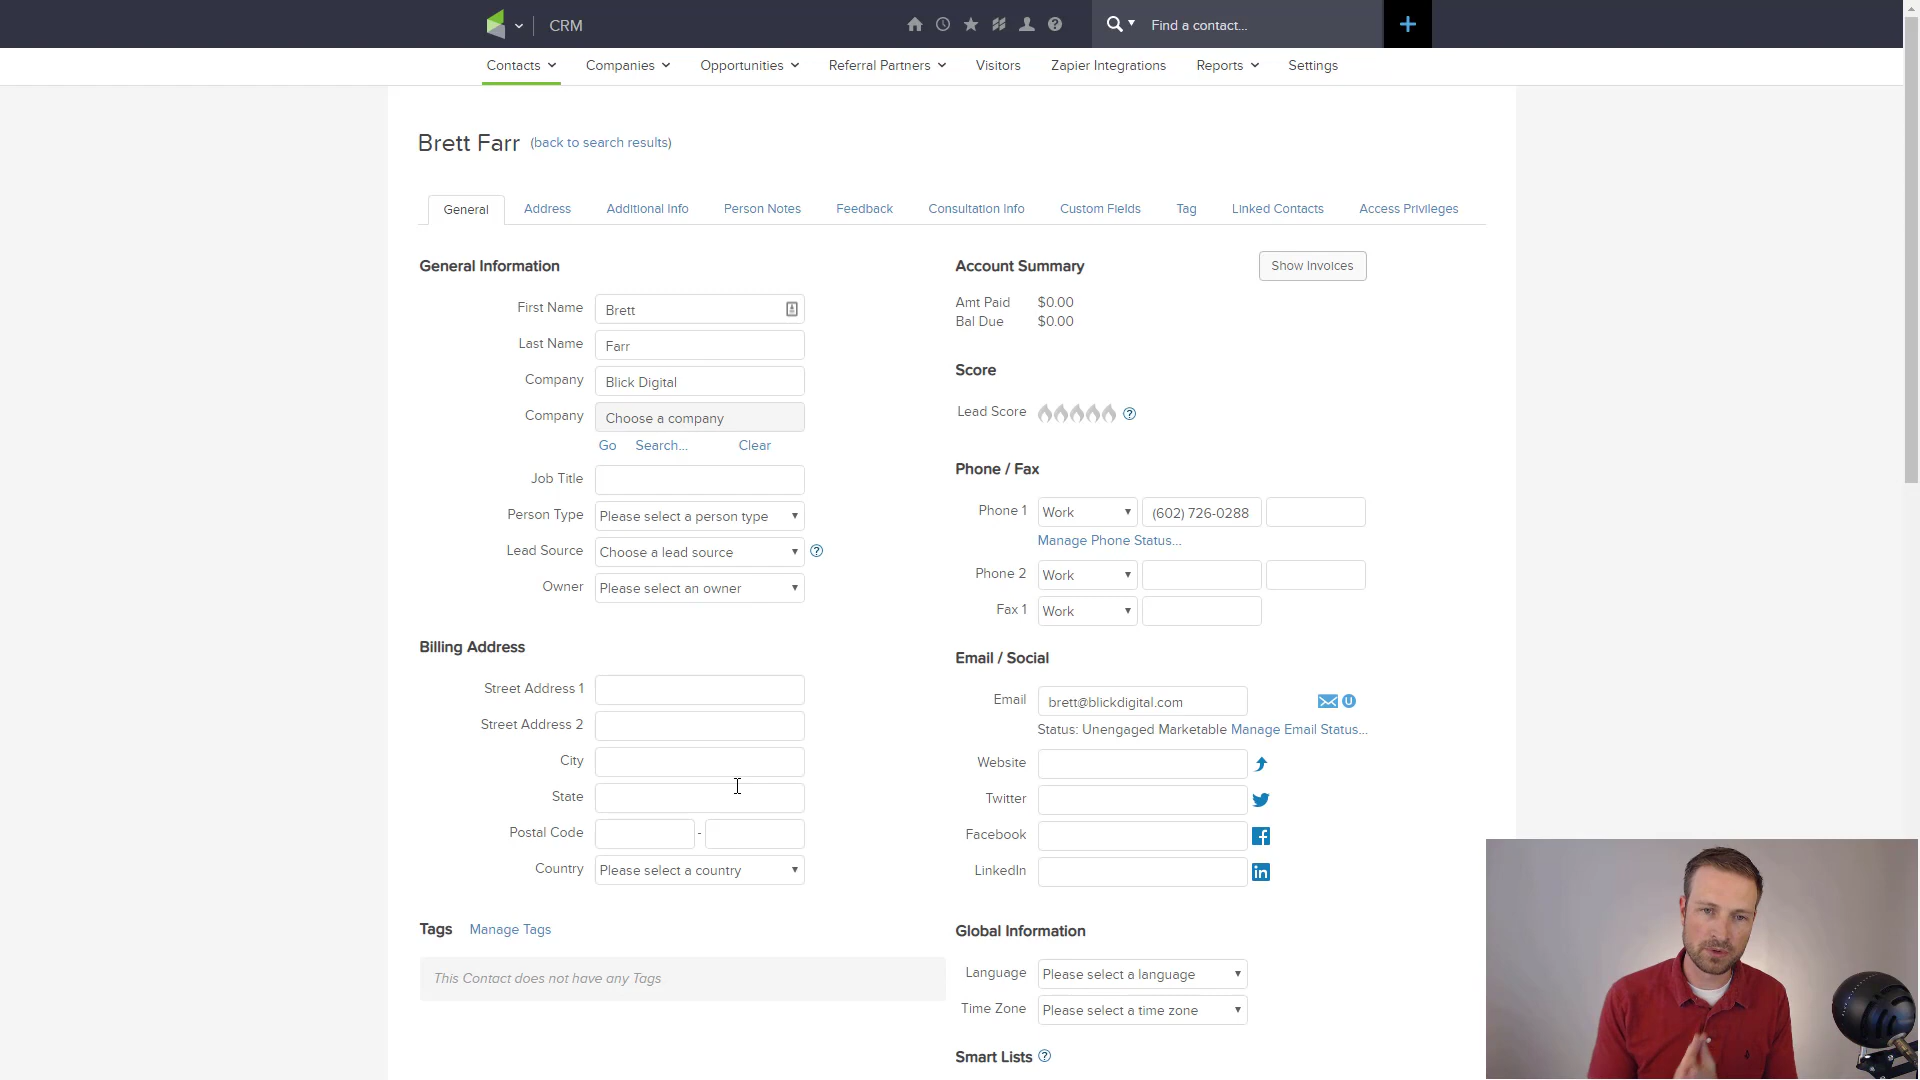 CRM
Find a contact...
Contacts Companies Opportunities Referral Partners Visitors Zapier Integrations Reports Settings
Brett Farr (back to search results)
General Address Additional Info Person Notes Feedback Consultation Info Custom Fields Tag Linked Contacts Access Privileges
General Information
First Name Brett
Last Name Farr
Company Blick Digital
Company Choose a company
Go Search... Clear
Job Title
Person Type Please select a person type
Lead Source Choose a lead source ?
Owner Please select an owner
Billing Address
Street Address 1
Street Address 2
City
State
Postal Code -
Country Please select a country
Tags Manage Tags
This Contact does not have any Tags
Account Summary Show Invoices
Amt Paid $0.00
Bal Due $0.00
Score
Lead Score ?
Phone / Fax
Phone 1 Work (602) 726-0288
Manage Phone Status...
Phone 2 Work
Fax 1 Work
Email / Social
Email brett@blickdigital.com U
Status: Unengaged Marketable Manage Email Status...
Website
Twitter
Facebook
LinkedIn in
Global Information
Language Please select a language
Time Zone Please select a time zone
Smart Lists ?